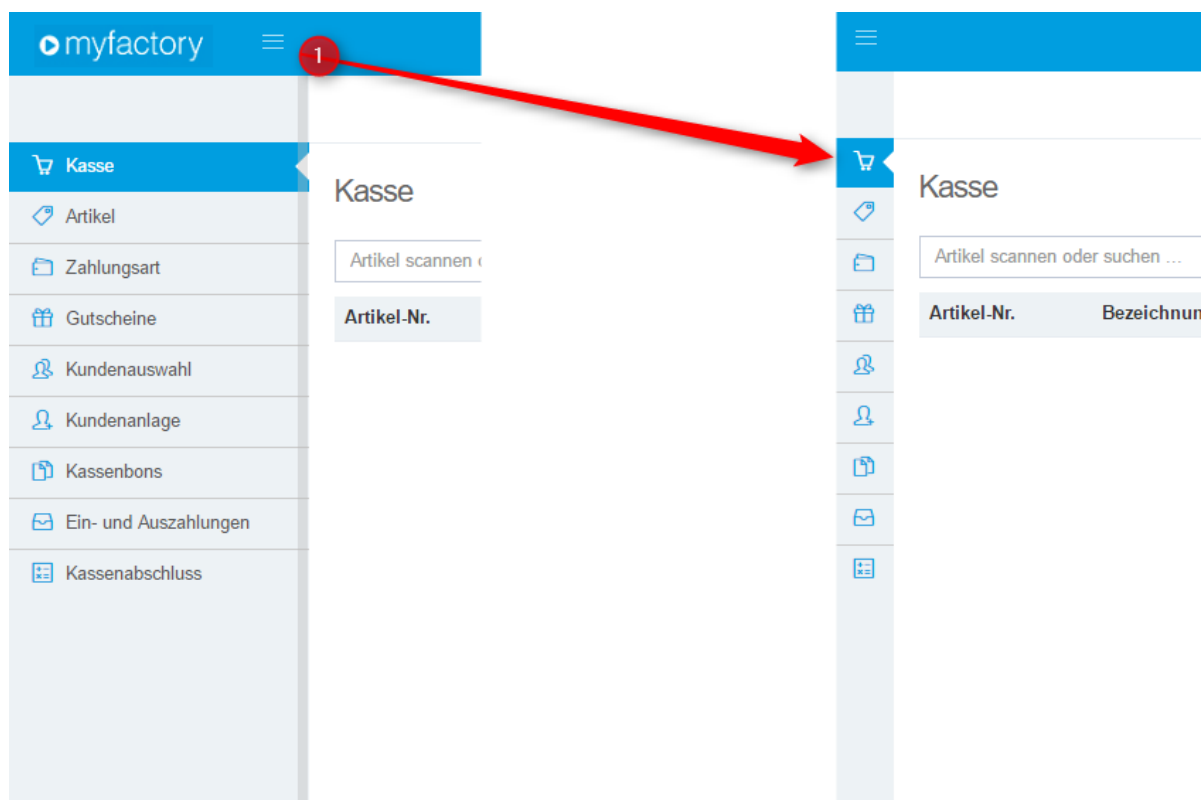 myfactory
1
Kasse
Artikel
Zahlungsart
Gutscheine
Kundenauswahl
Kundenanlage
Kassenbons
Ein- und Auszahlungen
Kassenabschluss
Kasse
Artikel scannen
Artikel-Nr.
Kasse
Artikel scannen oder suchen ...
Artikel-Nr. Bezeichnun